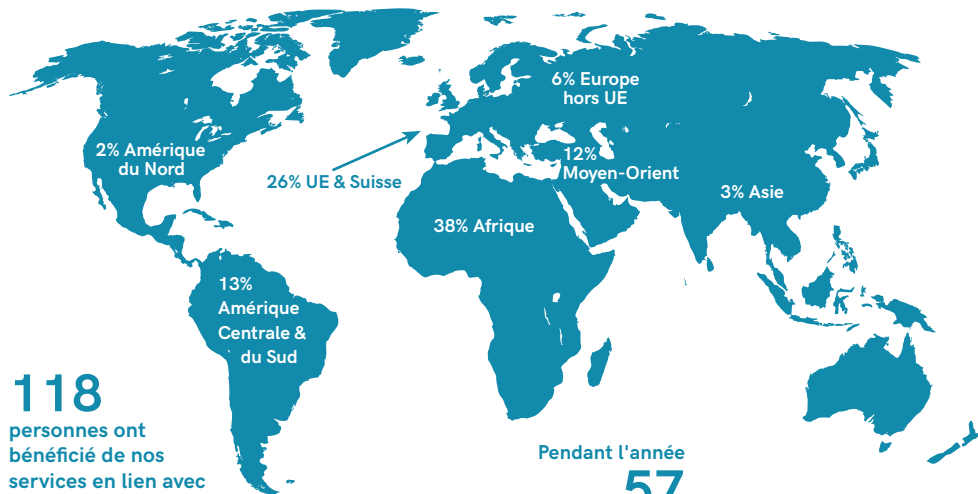 6% Europe
hors UE
2% Amérique
du Nord
26% UE & Suisse
12%
Moyen-Orient
3% Asie
38% Afrique
13%
Amérique
Centrale &
du Sud
118
personnes ont
bénéficié de nos
services en lien avec
Pendant l'année
57